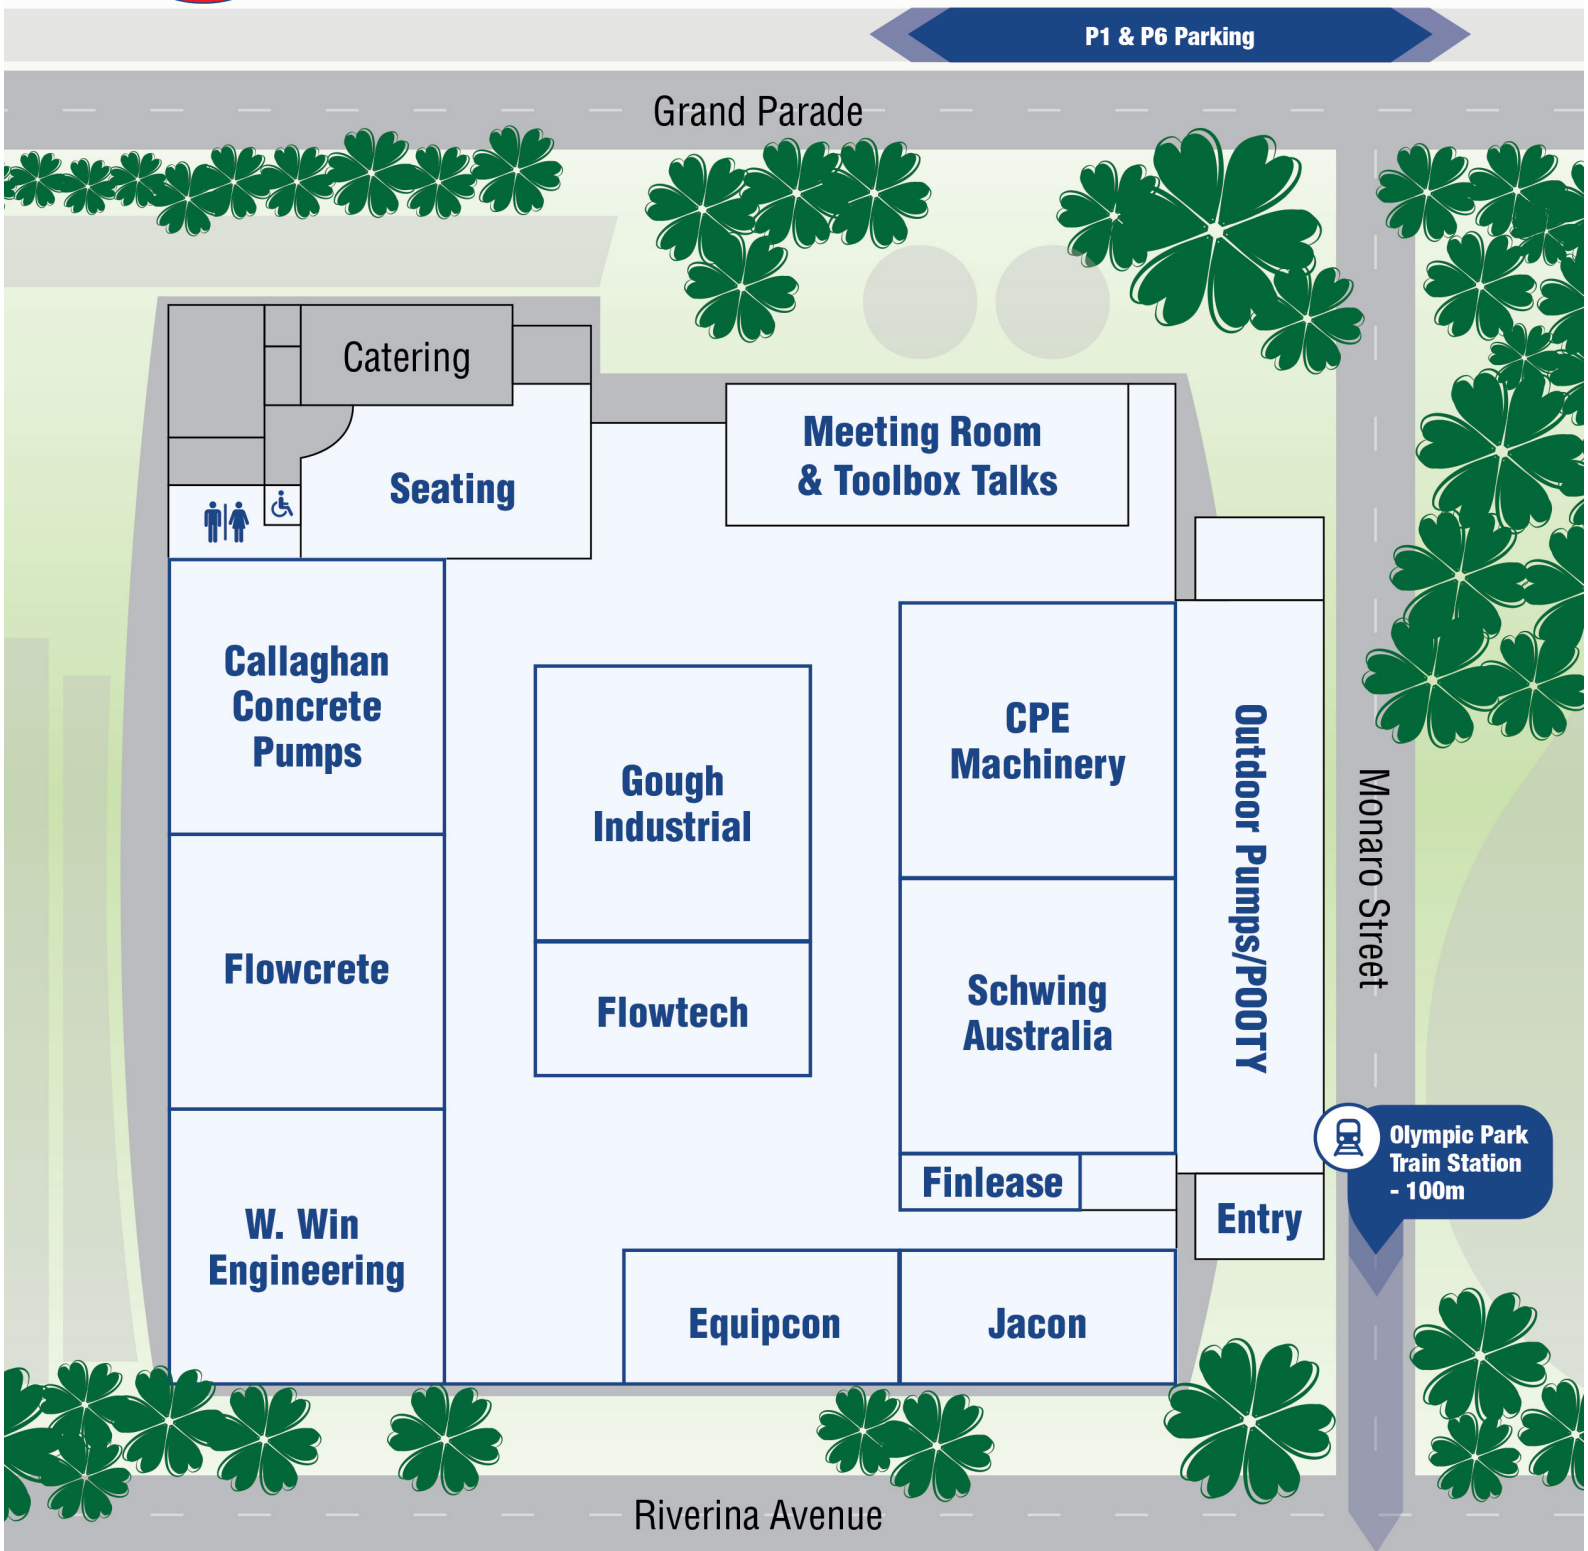 P1 & P6 Parking
Grand Parade
Catering
Meeting Room
& Toolbox Talks
Seating
Callaghan
Concrete
Pumps
CPE
Machinery
Gough
Industrial
Outdoor Pumps/POOTY
Monaro Street
Flowcrete
Flowtech
Schwing
Australia
Olympic Park
Train Station
- 100m
Finlease
Entry
W. Win
Engineering
Equipcon
Jacon
Riverina Avenue